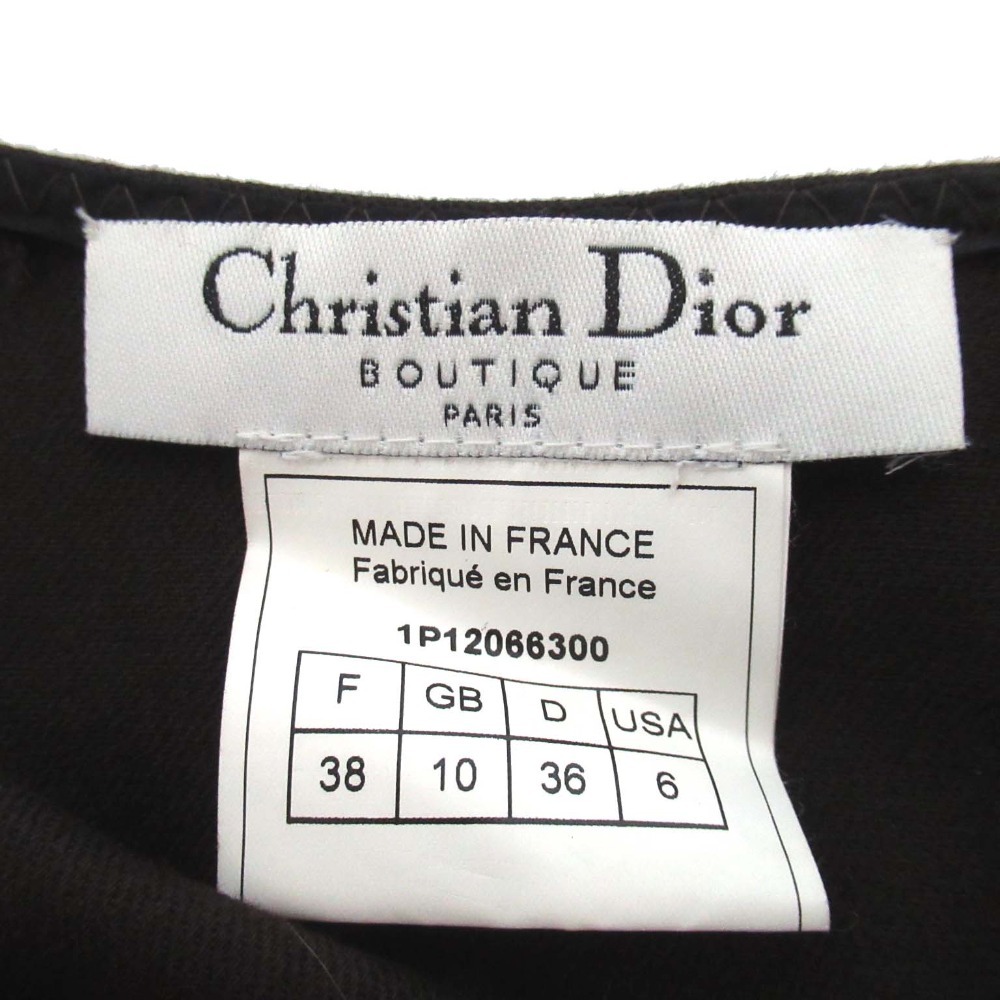 Christian Dior
BOUTIQUE
PARIS
MADE IN FRANCE
Fabriqué en France
1P12066300
F GB D USA
38 10 36 6